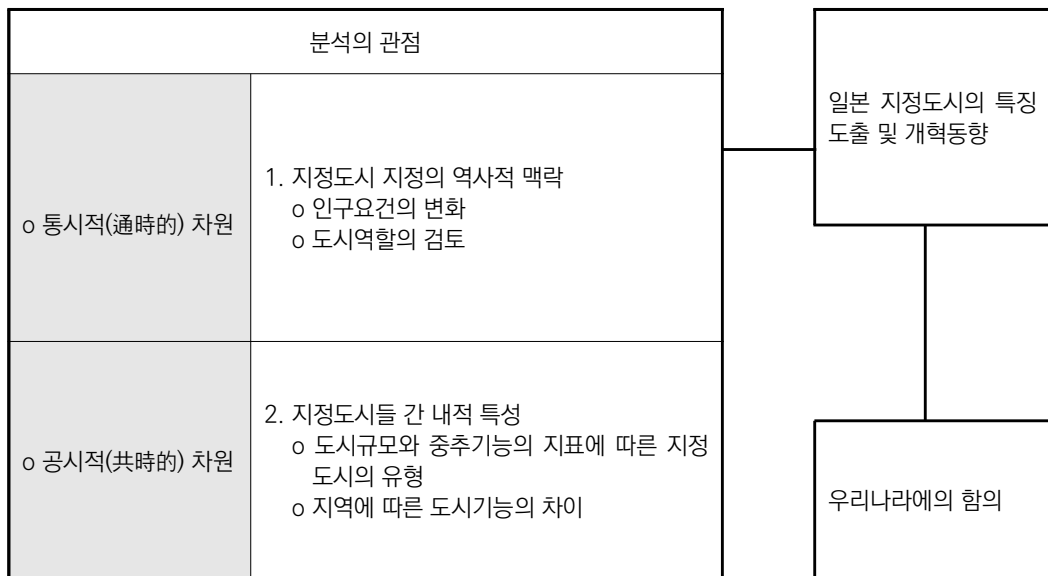 분석의 관점
o 통시적(通時的) 차원
1. 지정도시 지정의 역사적 맥락
o 인구요건의 변화
o 도시역할의 검토
o 공시적(共時的) 차원
2. 지정도시들 간 내적 특성
o 도시규모와 중추기능의 지표에 따른 지정
도시의 유형
o 지역에 따른 도시기능의 차이
일본 지정도시의 특징
도출 및 개혁동향
우리나라에의 함의